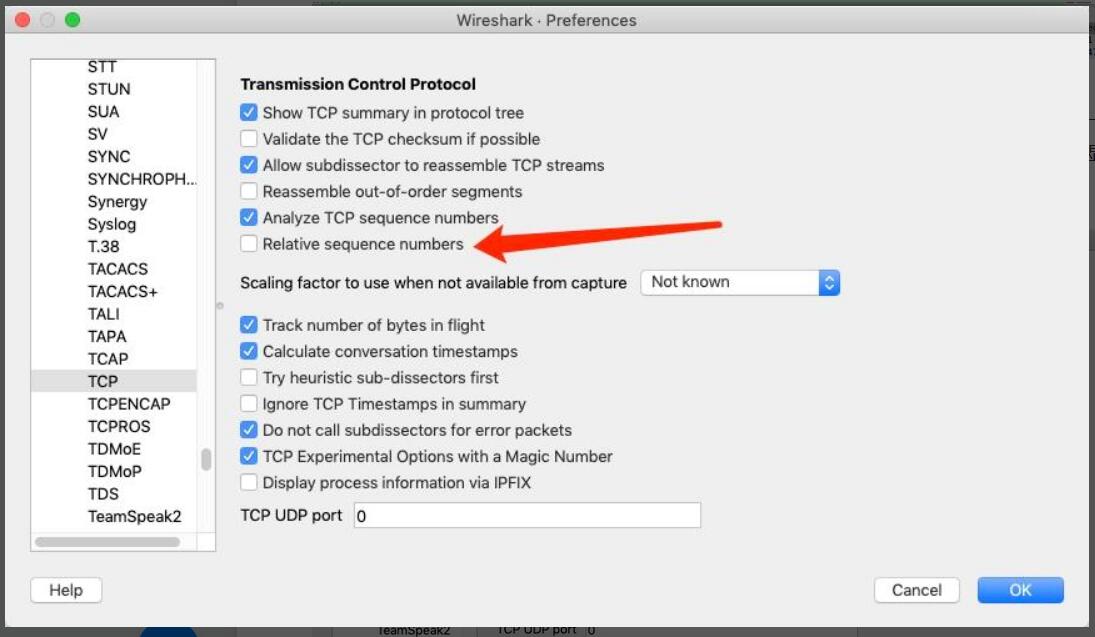 Wireshark · Preferences
STT
STUN
SUA
SV
SYNC
SYNCHROPH...
Synergy
Syslog
T.38
TACACS
TACACS+
TALI
TAPA
TCAP
TCP
TCPENCAP
TCPROS
TDMoE
TDMoP
TDS
TeamSpeak2
Transmission Control Protocol
Show TCP summary in protocol tree
Validate the TCP checksum if possible
Allow subdissector to reassemble TCP streams
Reassemble out-of-order segments
Analyze TCP sequence numbers
Relative sequence numbers
Scaling factor to use when not available from capture Not known
Track number of bytes in flight
Calculate conversation timestamps
Try heuristic sub-dissectors first
Ignore TCP Timestamps in summary
Do not call subdissectors for error packets
TCP Experimental Options with a Magic Number
Display process information via IPFIX
TCP UDP port 0
Help
Cancel
OK
TeamSpeak2 TCP UDP port 0